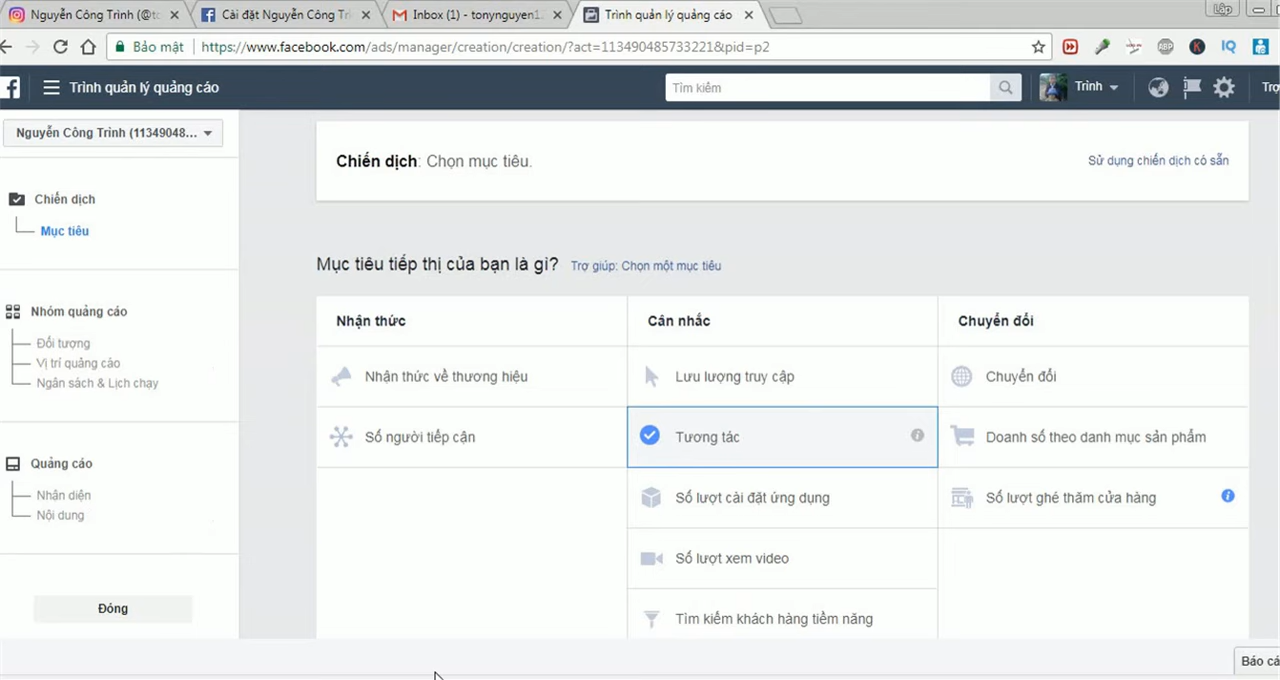 Nguyễn Công Trình (@to
Cài đặt Nguyễn Công Trì
Inbox (1) - tonynguyen1
Trình quản lý quảng cáo
Lập
Bảo mật
https://www.facebook.com/ads/manager/creation/creation/?act=113490485733221&pid=p2
ABP
K
IQ
Trình quản lý quảng cáo
Tìm kiếm
Trình
Trợ
Nguyễn Công Trình (11349048...
Chiến dịch: Chọn mục tiêu.
Sử dụng chiến dịch có sẵn
Chiến dịch
Mục tiêu
Nhóm quảng cáo
Đối tượng
Vị trí quảng cáo
Ngân sách & Lịch chạy
Quảng cáo
Nhận diện
Nội dung
Đóng
Mục tiêu tiếp thị của bạn là gì?
Trợ giúp: Chọn một mục tiêu
Nhận thức
Cân nhắc
Chuyển đổi
Nhận thức về thương hiệu
Lưu lượng truy cập
Chuyển đổi
Số người tiếp cận
Tương tác
Doanh số theo danh mục sản phẩm
Số lượt cài đặt ứng dụng
Số lượt ghé thăm cửa hàng
Số lượt xem video
Tìm kiếm khách hàng tiềm năng
Báo cá